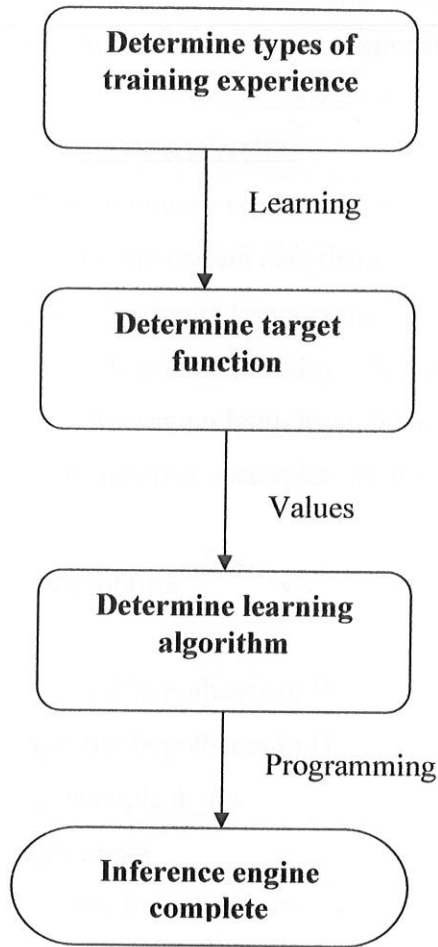 Determine types of
training experience
Learning
Determine target
function
Values
Determine learning
algorithm
Programming
Inference engine
complete